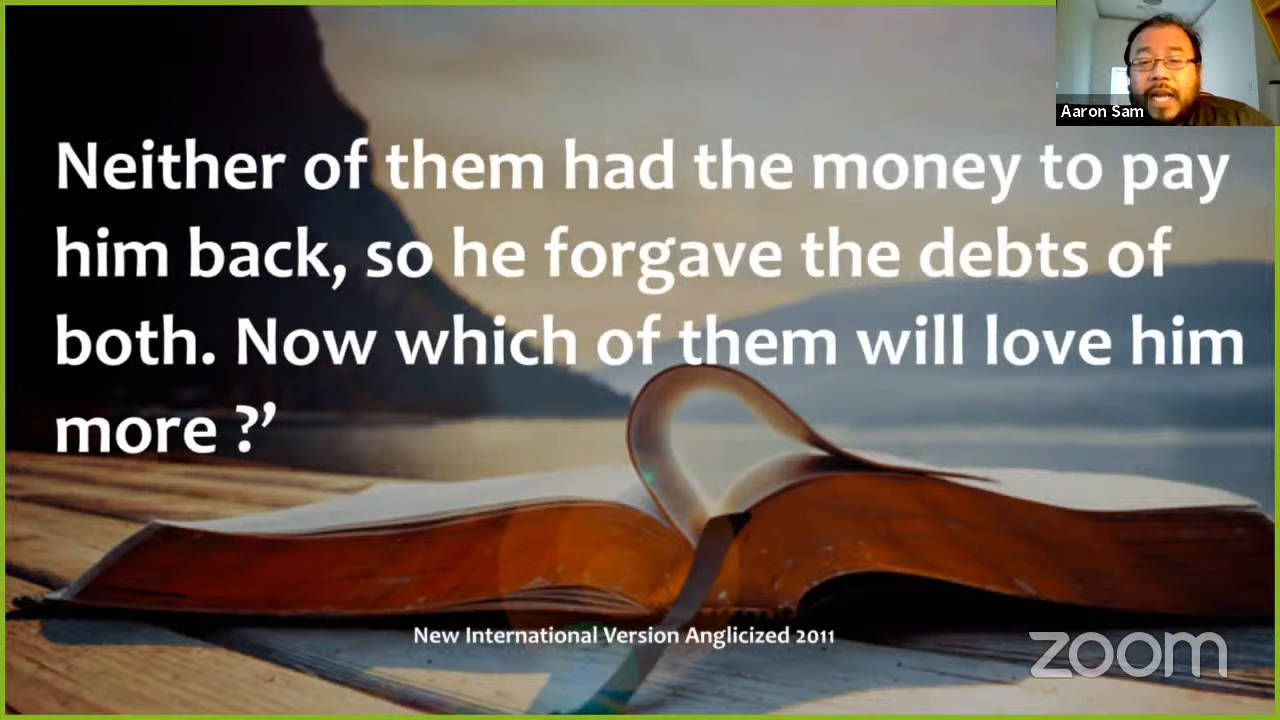 Aaron Sam
Neither of them had the money to pay
him back, so he forgave the debts of
both. Now which of them will love him
more ?’
New International Version Anglicized 2011
zoom